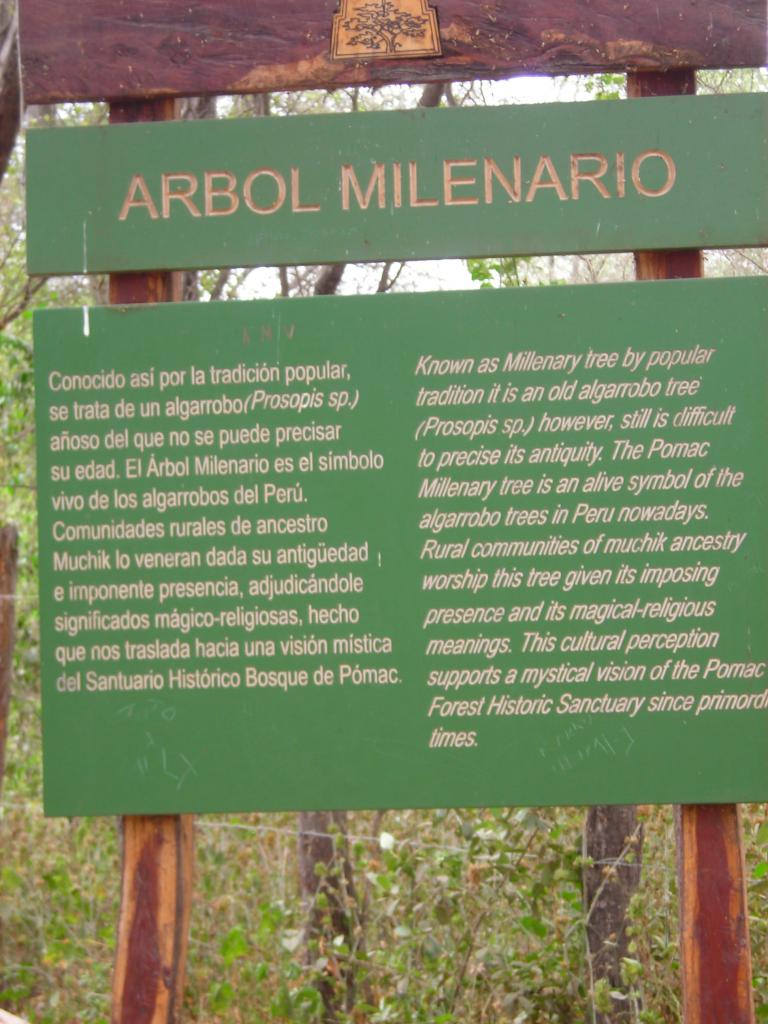 ARBOL MILENARIO
Conocido así por la tradición popular,
se trata de un algarrobo(Prosopis sp.)
añoso del que no se puede precisar
su edad. El Árbol Milenario es el símbolo
vivo de los algarrobos del Perú.
Comunidades rurales de ancestro
Muchik lo veneran dada su antigüedad
e imponente presencia, adjudicándole
significados mágico-religiosas, hecho
que nos traslada hacia una visión mística
del Santuario Histórico Bosque de Pómac.
Known as Millenary tree by popular
tradition it is an old algarrobo tree
(Prosopis sp.) however, still is difficult
to precise its antiquity. The Pomac
Millenary tree is an alive symbol of the
algarrobo trees in Peru nowadays.
Rural communities of muchik ancestry
worship this tree given its imposing
presence and its magical-religious
meanings. This cultural perception
supports a mystical vision of the Pomac
Forest Historic Sanctuary since primord
times.